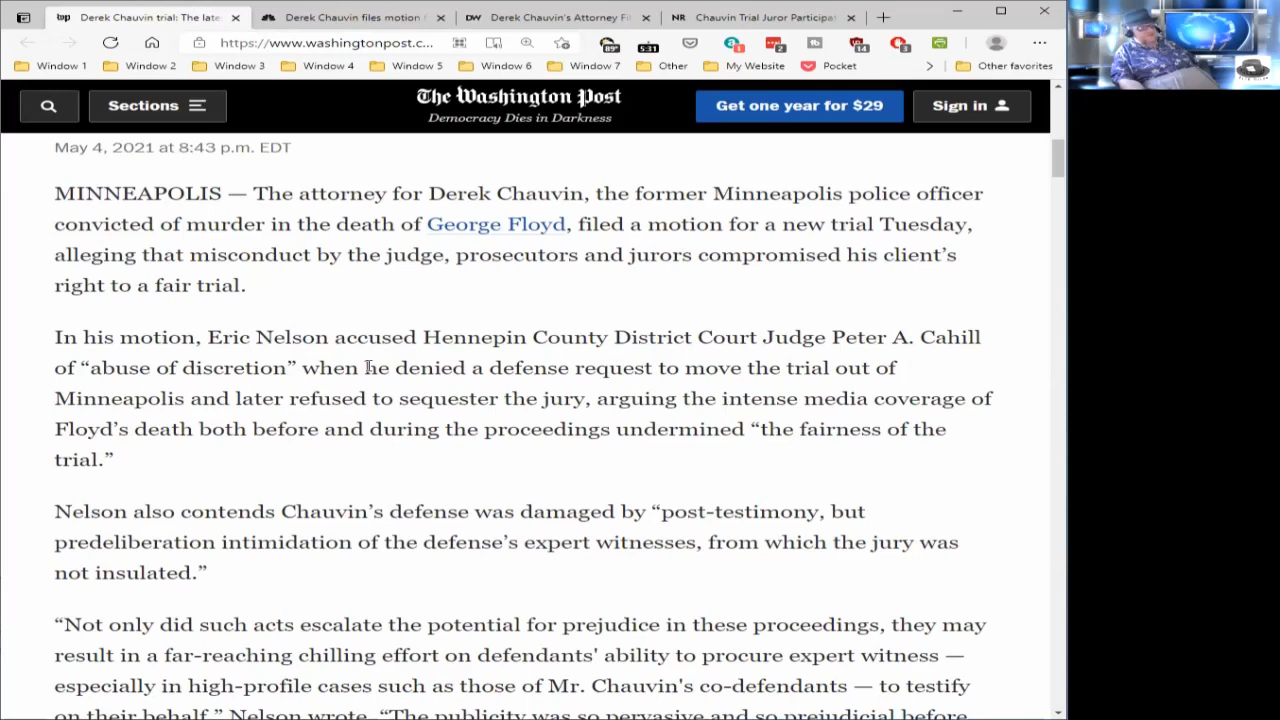 Derek Chauvin trial: The late
Derek Chauvin files motion f
Derek Chauvin's Attorney Fi
NR Chauvin Trial Juror Participat
https://www.washingtonpost.c...
89°
5:31
1
2
14
3
Window 1
Window 2
Window 3
Window 4
Window 5
Window 6
Window 7
Other
My Website
Pocket
Other favorites
Sections
The Washington Post
Democracy Dies in Darkness
Get one year for $29
Sign in
May 4, 2021 at 8:43 p.m. EDT
MINNEAPOLIS — The attorney for Derek Chauvin, the former Minneapolis police officer
convicted of murder in the death of George Floyd, filed a motion for a new trial Tuesday,
alleging that misconduct by the judge, prosecutors and jurors compromised his client's
right to a fair trial.
In his motion, Eric Nelson accused Hennepin County District Court Judge Peter A. Cahill
of “abuse of discretion” when he denied a defense request to move the trial out of
Minneapolis and later refused to sequester the jury, arguing the intense media coverage of
Floyd's death both before and during the proceedings undermined “the fairness of the
trial.”
Nelson also contends Chauvin's defense was damaged by “post-testimony, but
predeliberation intimidation of the defense's expert witnesses, from which the jury was
not insulated.”
“Not only did such acts escalate the potential for prejudice in these proceedings, they may
result in a far-reaching chilling effort on defendants' ability to procure expert witness —
especially in high-profile cases such as those of Mr. Chauvin's co-defendants — to testify
on their behalf,” Nelson wrote. “The publicity was so pervasive and so prejudicial before